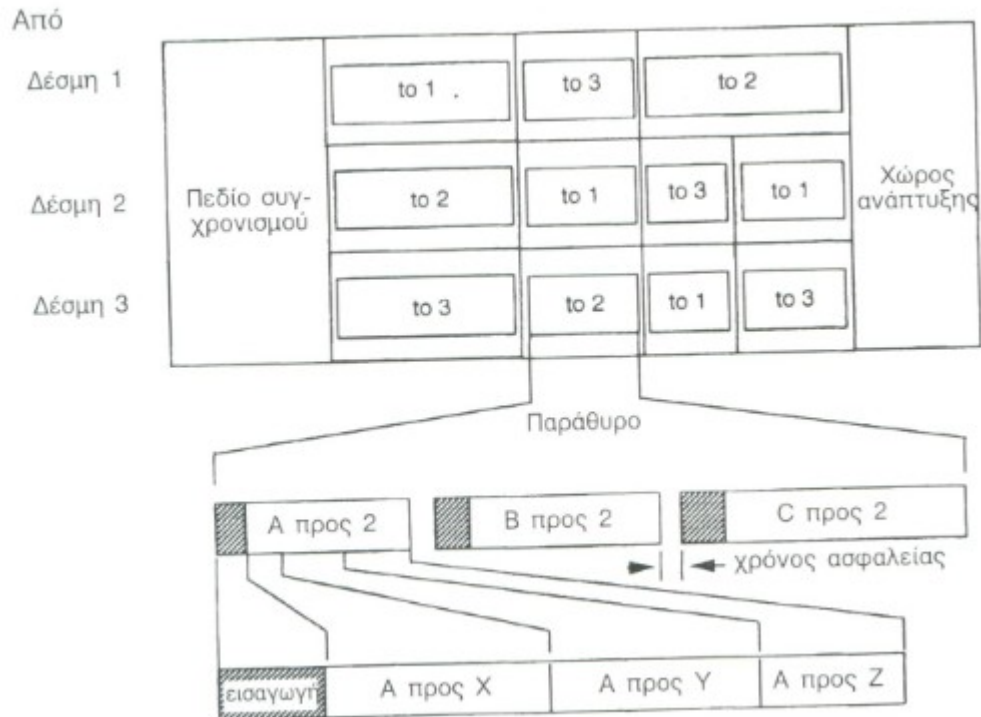 Από
Δέσμη 1
to 1
to 3
to 2
Δέσμη 2
Πεδίο συγ-
χρονισμού
to 2
to 1
to 3
to 1
Χώρος
ανάπτυξης
Δέσμη 3
to 3
to 2
to 1
to 3
Παράθυρο
Α προς 2
Β προς 2
C προς 2
χρόνος ασφαλείας
εισαγωγή
Α προς Χ
Α προς Υ
Α προς Ζ